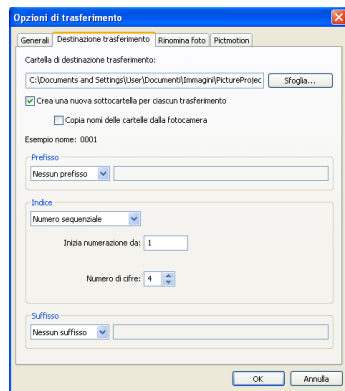 Opzioni di trasferimento
Generali Destinazione trasferimento Rinomina foto Pictmotion
Cartella di destinazione trasferimento:
C:\Documents and Settings\User\Documenti\Immagini\PictureProjec Sfoglia...
Crea una nuova sottocartella per ciascun trasferimento
Copia nomi delle cartelle dalla fotocamera
Esempio nome: 0001
Prefisso
Nessun prefisso
Indice
Numero sequenziale
Inizia numerazione da: 1
Numero di cifre: 4
Suffisso
Nessun suffisso
OK Annulla